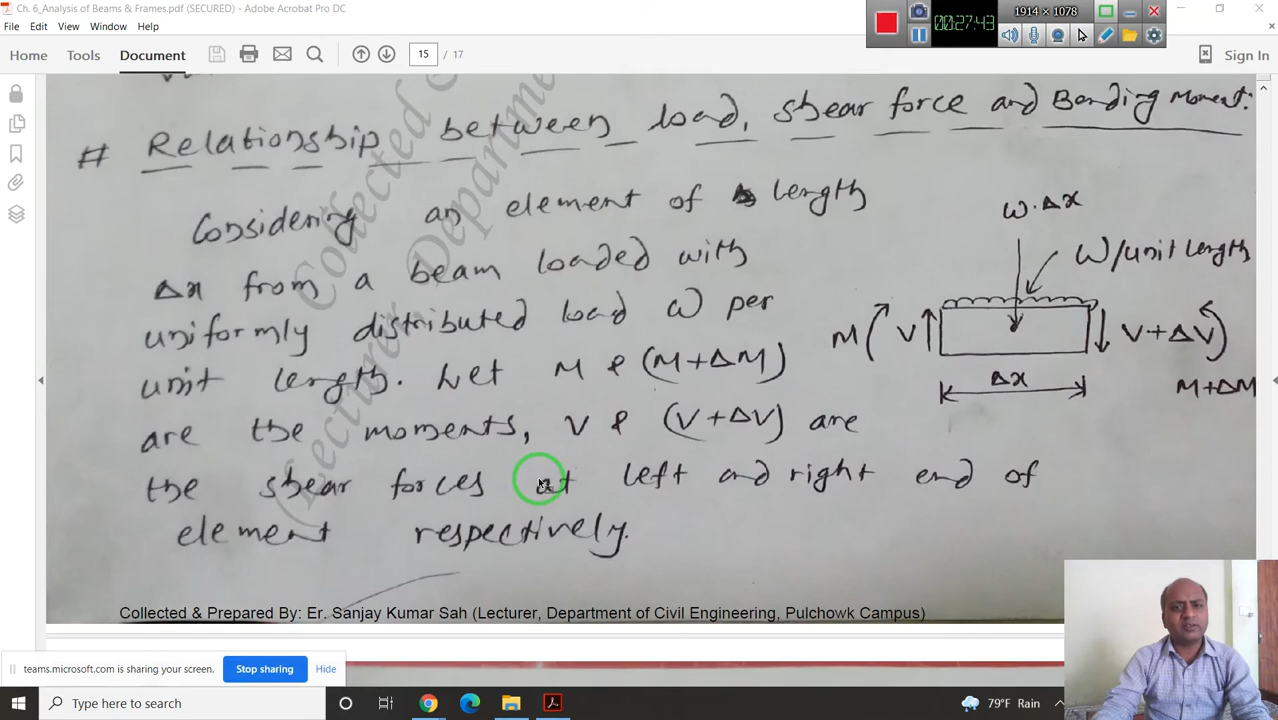 Ch. 6_Analysis of Beams & Frames.pdf (SECURED) - Adobe Acrobat Pro DC
File Edit View Window Help
00:27:43
1914 × 1078
Home Tools Document
15 / 17
Sign In
# Relationship between load, shear force and Bending Moment:
Considering an element of length
Δx from a beam loaded with
uniformly distributed load ω per
unit length. Let M & (M+ΔM)
are the moments, V & (V+ΔV) are
the shear forces at left and right end of
element respectively.
ω.Δx
ω/unit length
M V V+ΔV
Δx
M+ΔM
(Lectures, Department
Collected
Collected & Prepared By: Er. Sanjay Kumar Sah (Lecturer, Department of Civil Engineering, Pulchowk Campus)
teams.microsoft.com is sharing your screen. Stop sharing Hide
Type here to search
79°F Rain